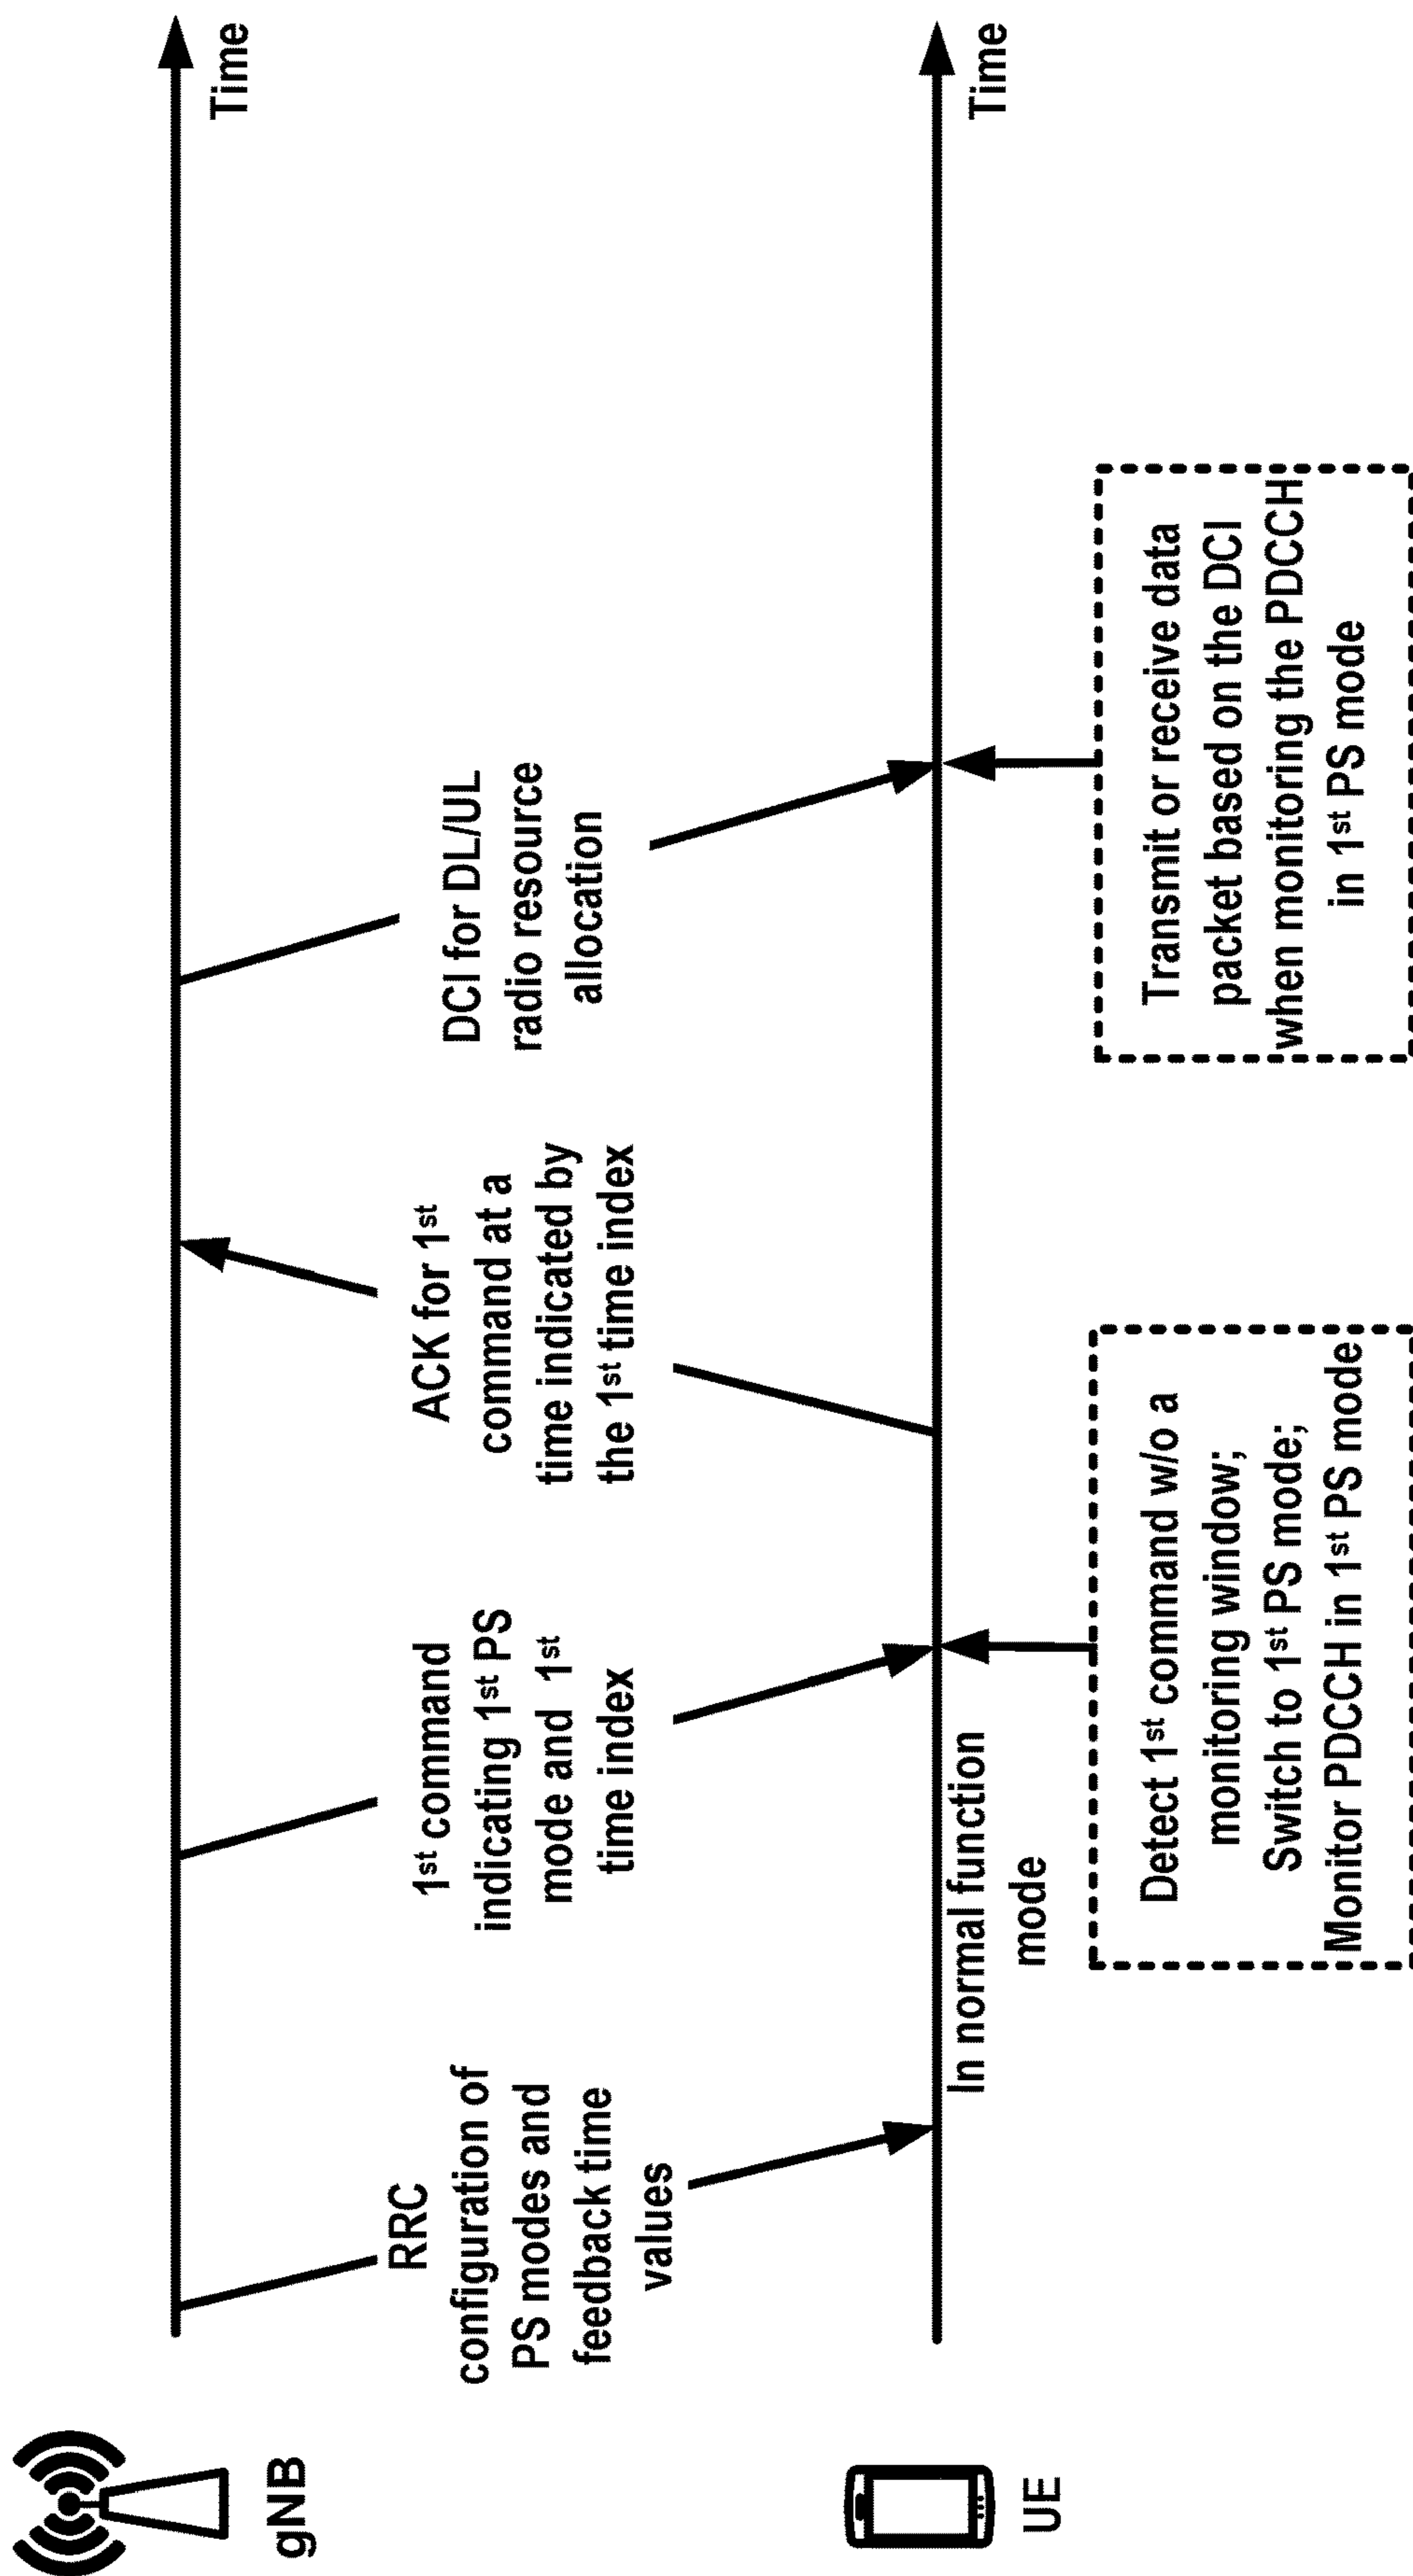 gNB
RRC
configuration of
PS modes and
feedback time
values
1st command
indicating 1st PS
mode and 1st
time index
ACK for 1st
command at a
time indicated by
the 1st time index
DCI for DL/UL
radio resource
allocation
Time
UE
In normal function
mode
Time
Detect 1st command w/o a
monitoring window;
Switch to 1st PS mode;
Monitor PDCCH in 1st PS mode
Transmit or receive data
packet based on the DCI
when monitoring the PDCCH
in 1st PS mode